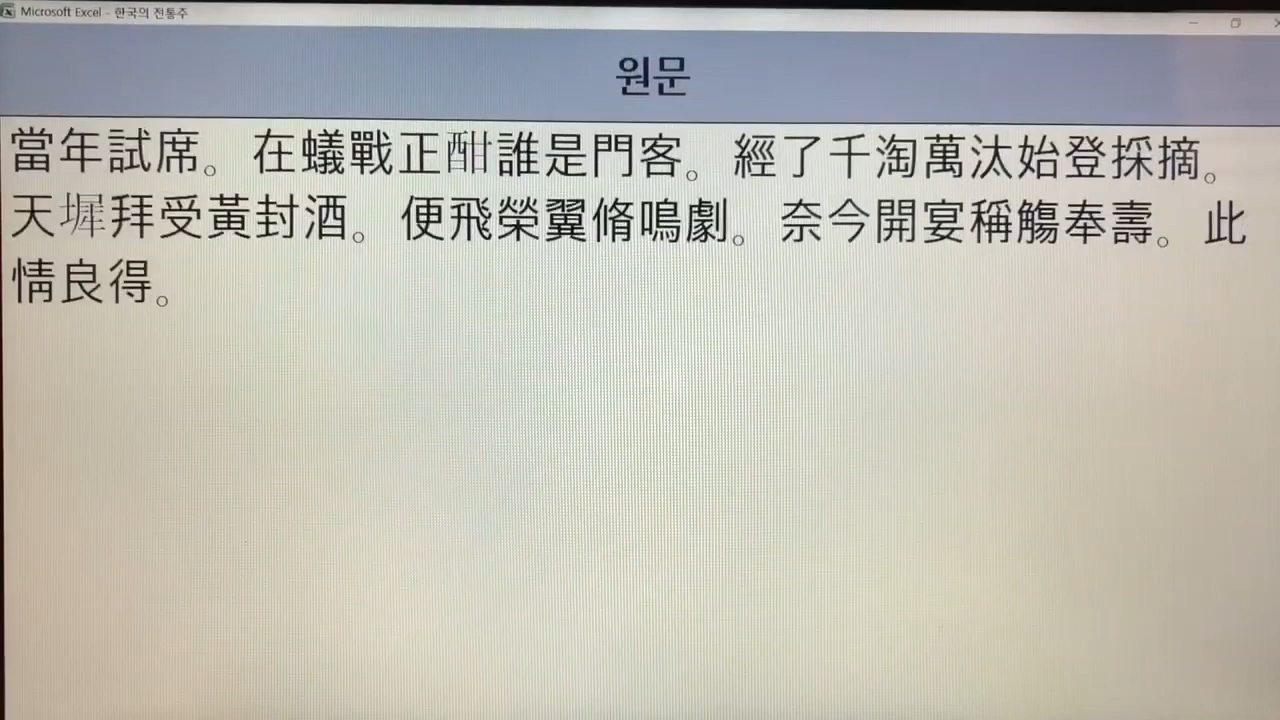 Microsoft Excel - 한국의 전통주
원문
當年試席。在蟻戰正酣誰是門客。經了千淘萬汰始登採摘。
天墀拜受黃封酒。便飛榮翼脩鳴劇。奈今開宴稱觴奉壽。此
情良得。